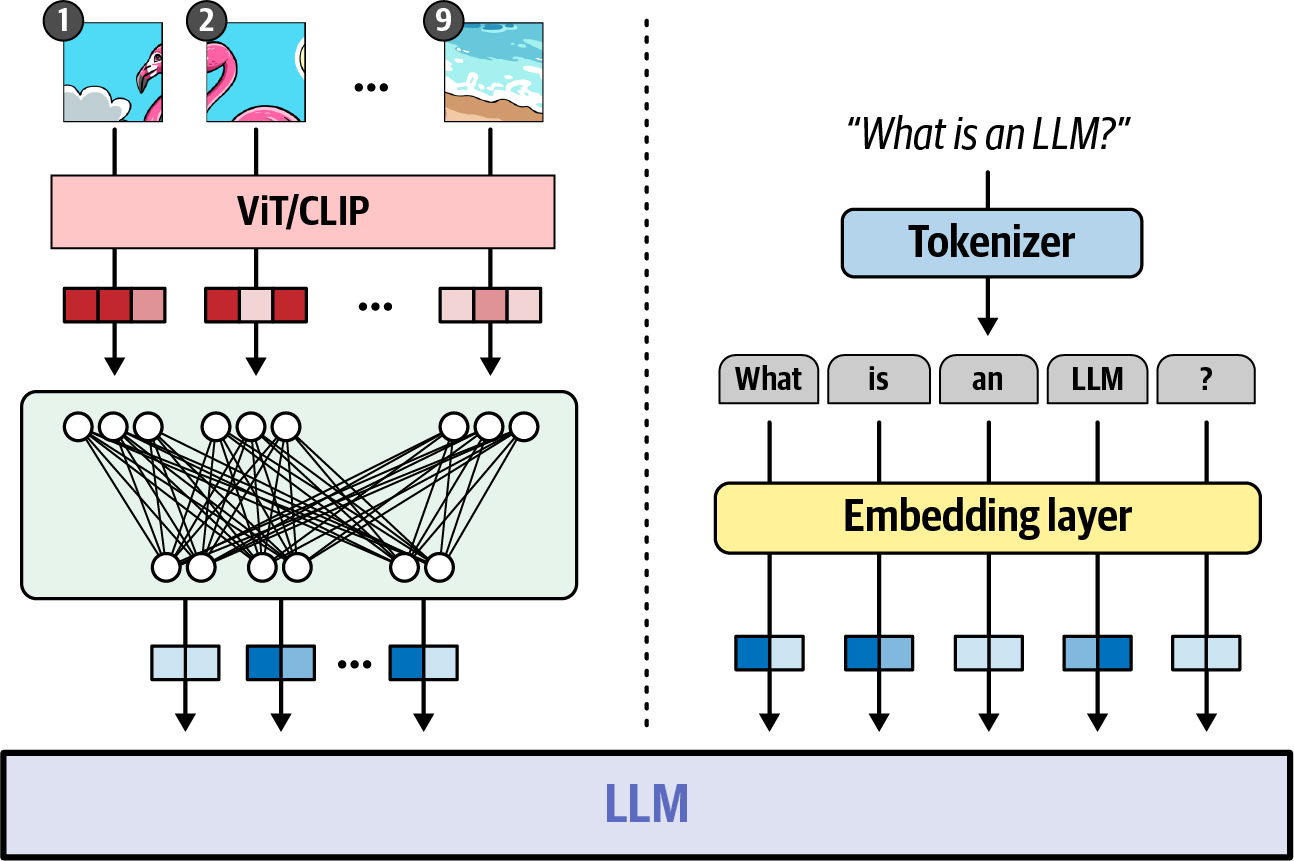 1
2
9
...
ViT/CLIP
...
...
“What is an LLM?”
Tokenizer
What
is
an
LLM
?
Embedding layer
LLM